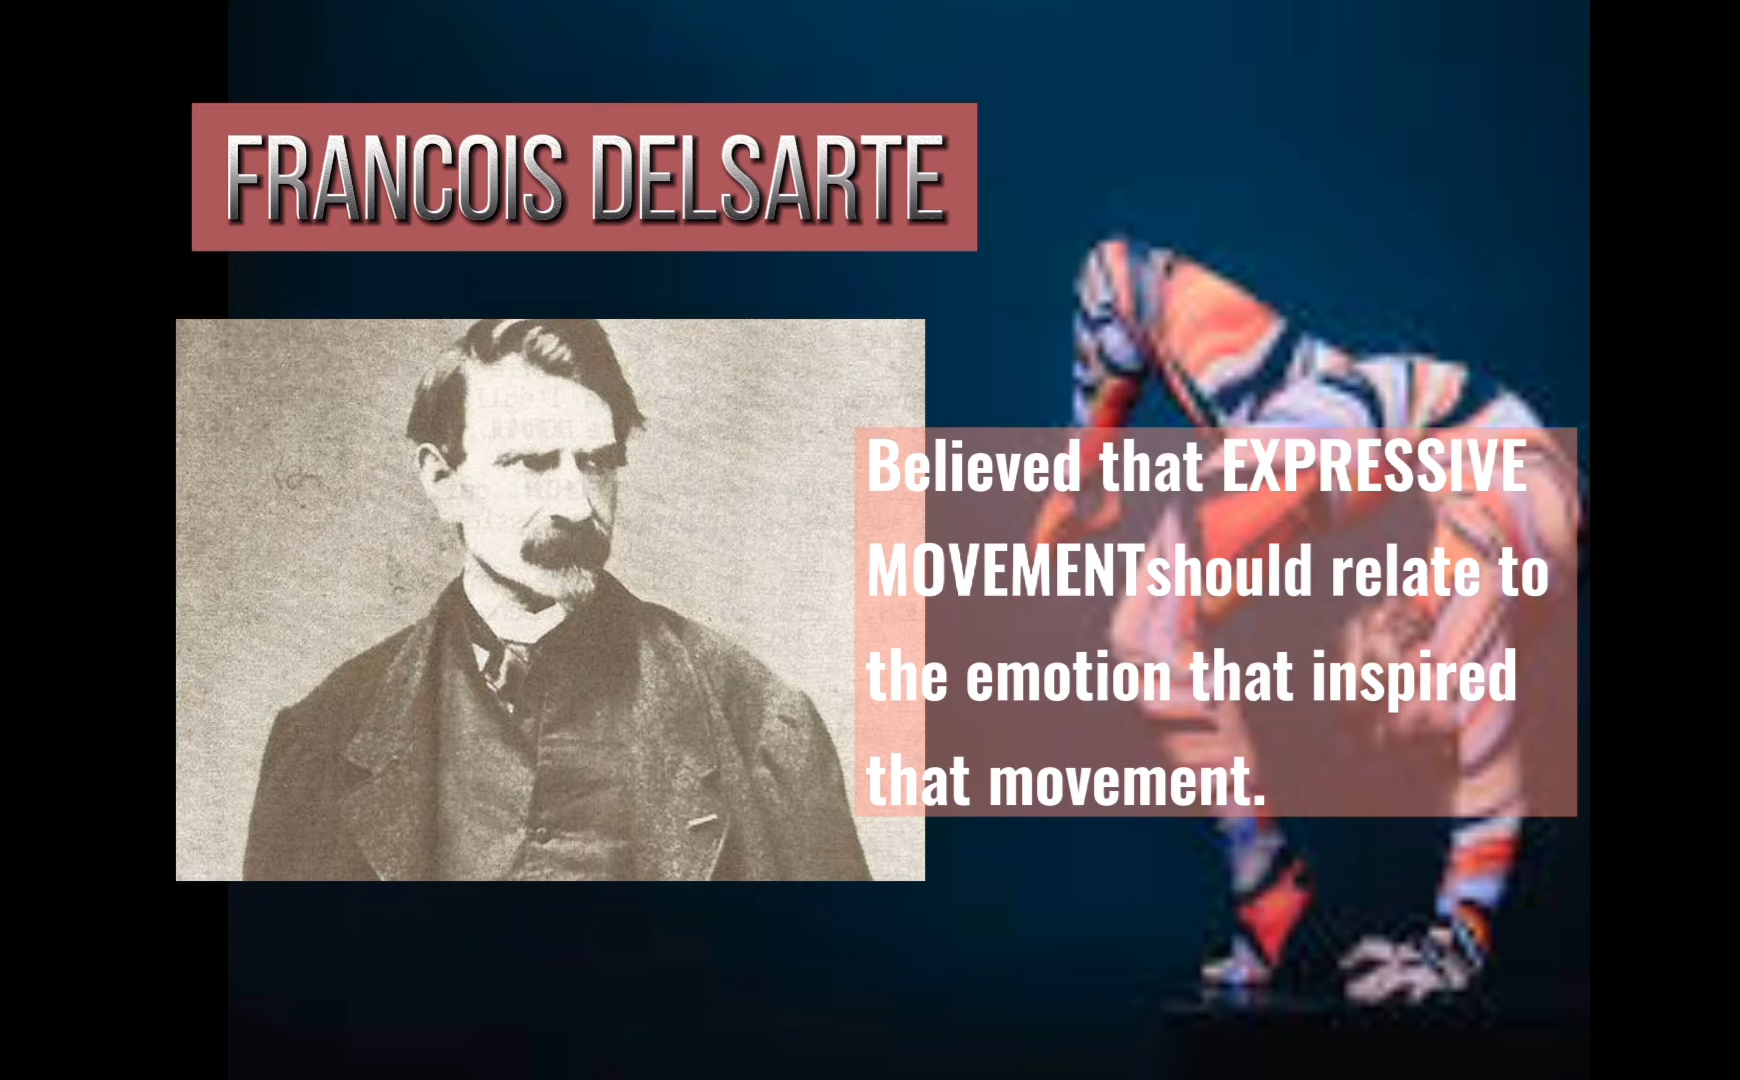 FRANCOIS DELSARTE
Believed that EXPRESSIVE
MOVEMENTshould relate to
the emotion that inspired
that movement.